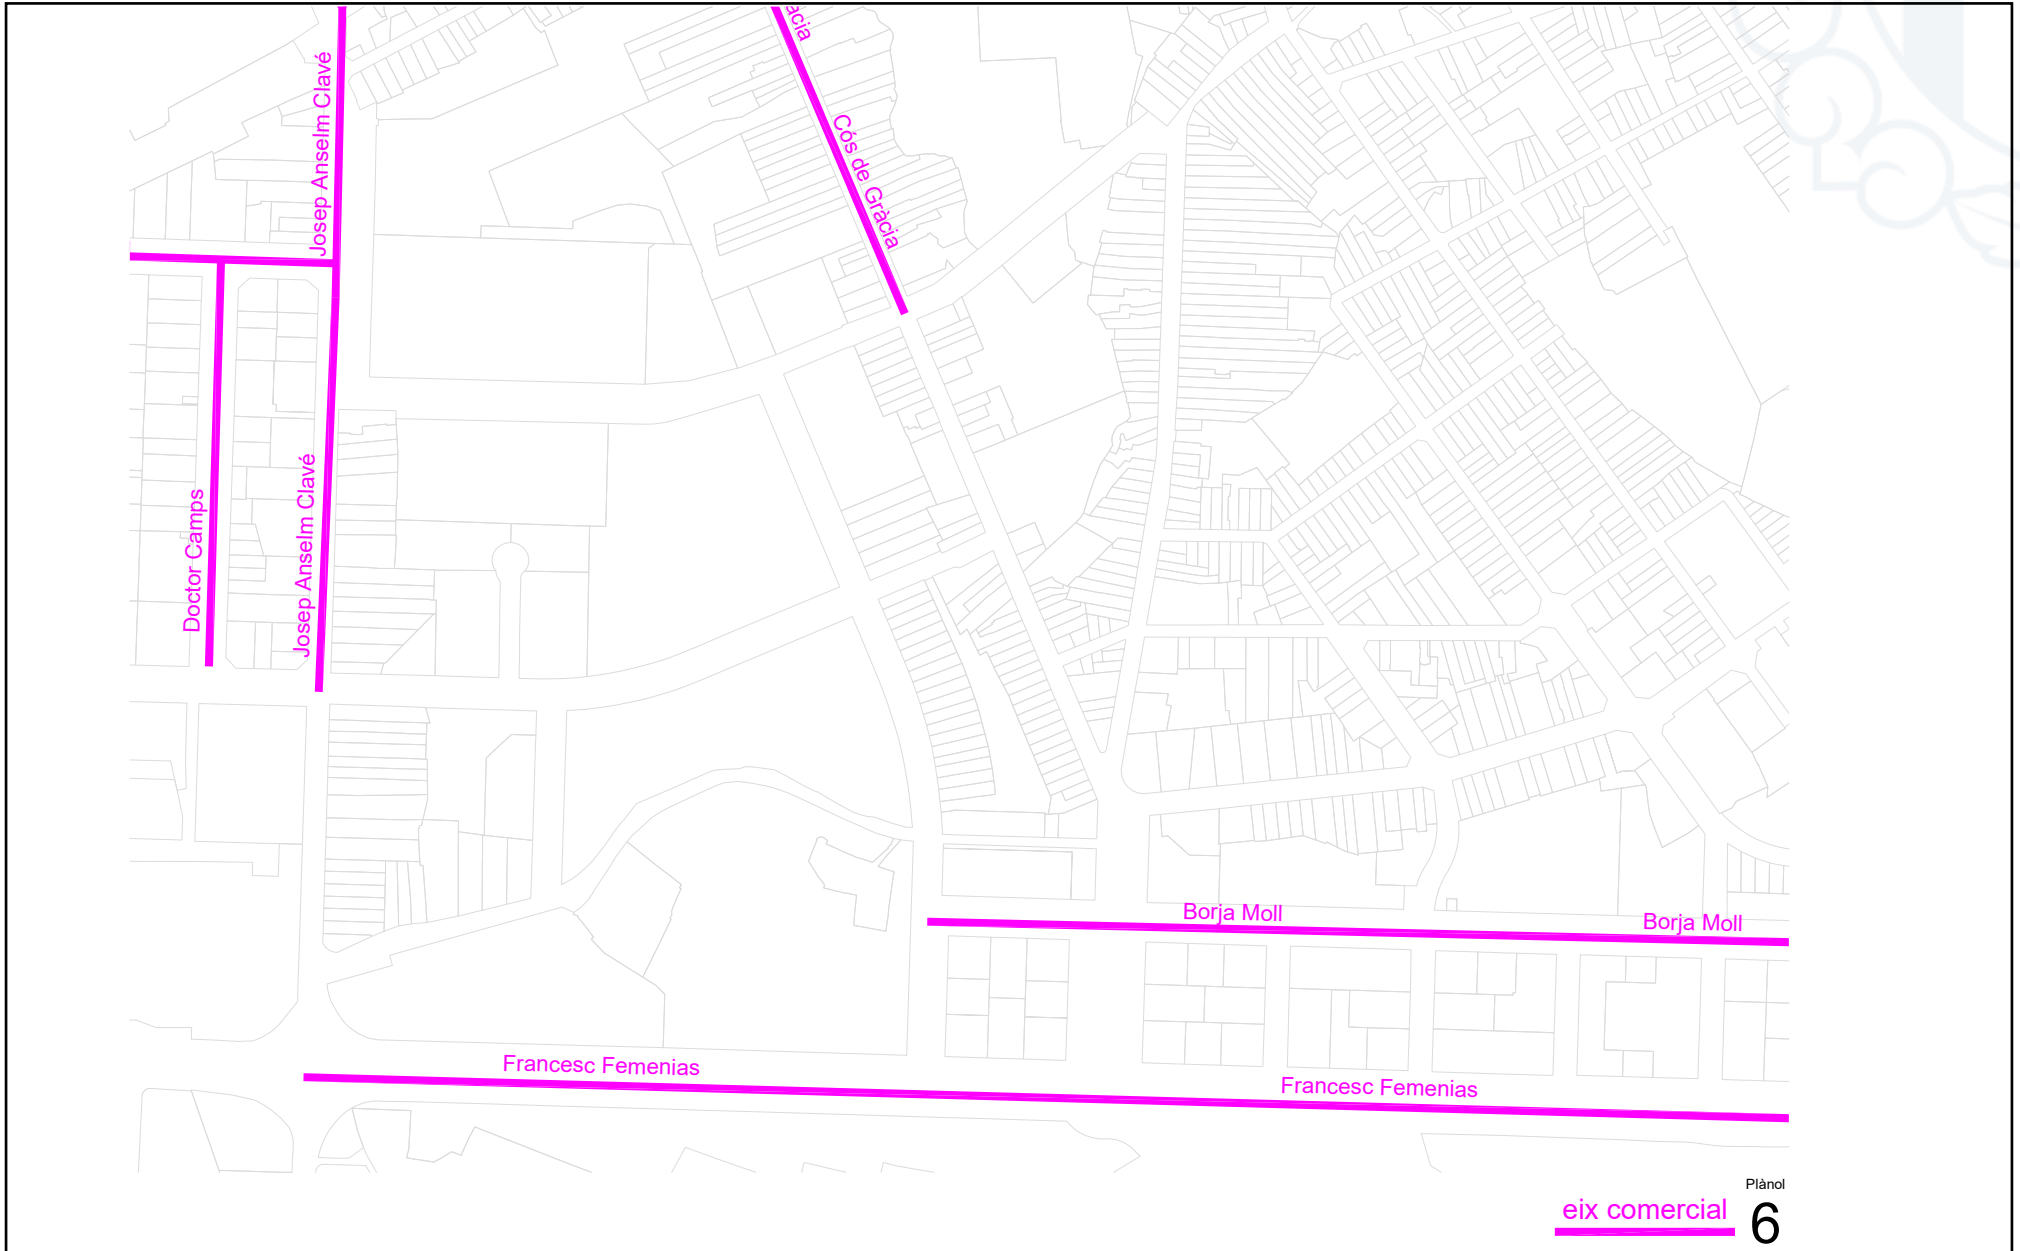 Josep Anselm Clavé
Cós de Gràcia
Doctor Camps
Josep Anselm Clavé
Borja Moll
Borja Moll
Francesc Femenias
Francesc Femenias
Plànol
eix comercial 6